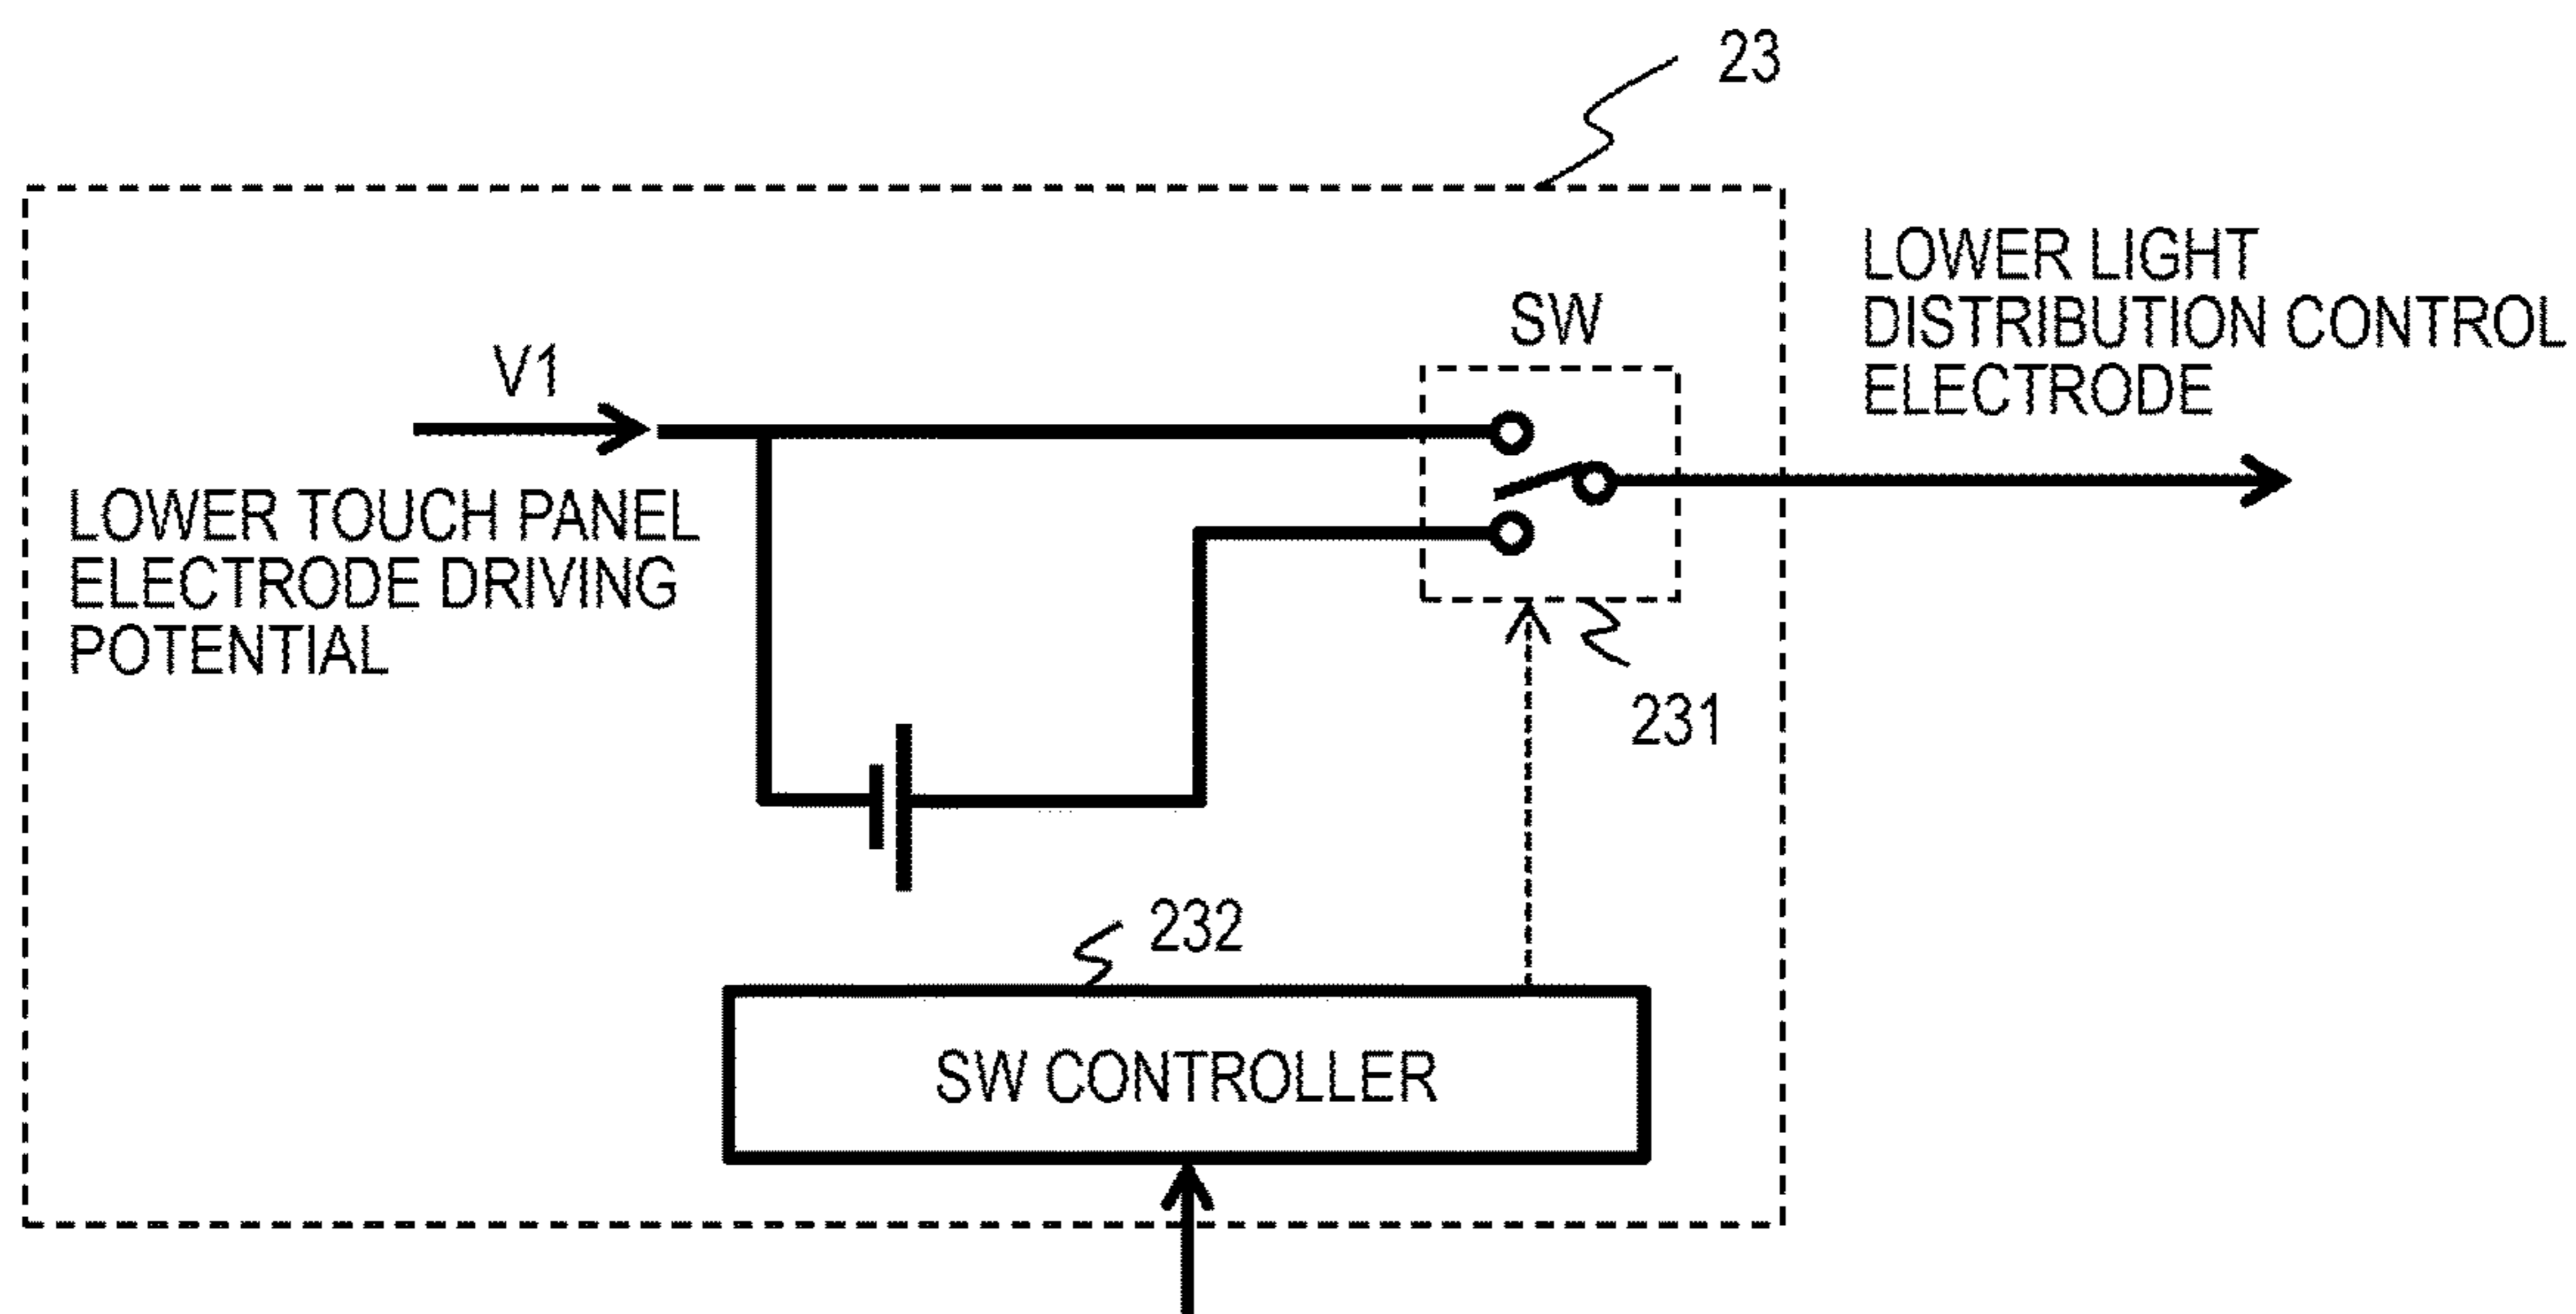 23
LOWER LIGHT
DISTRIBUTION CONTROL
ELECTRODE
SW
V1
LOWER TOUCH PANEL
ELECTRODE DRIVING
POTENTIAL
231
232
SW CONTROLLER